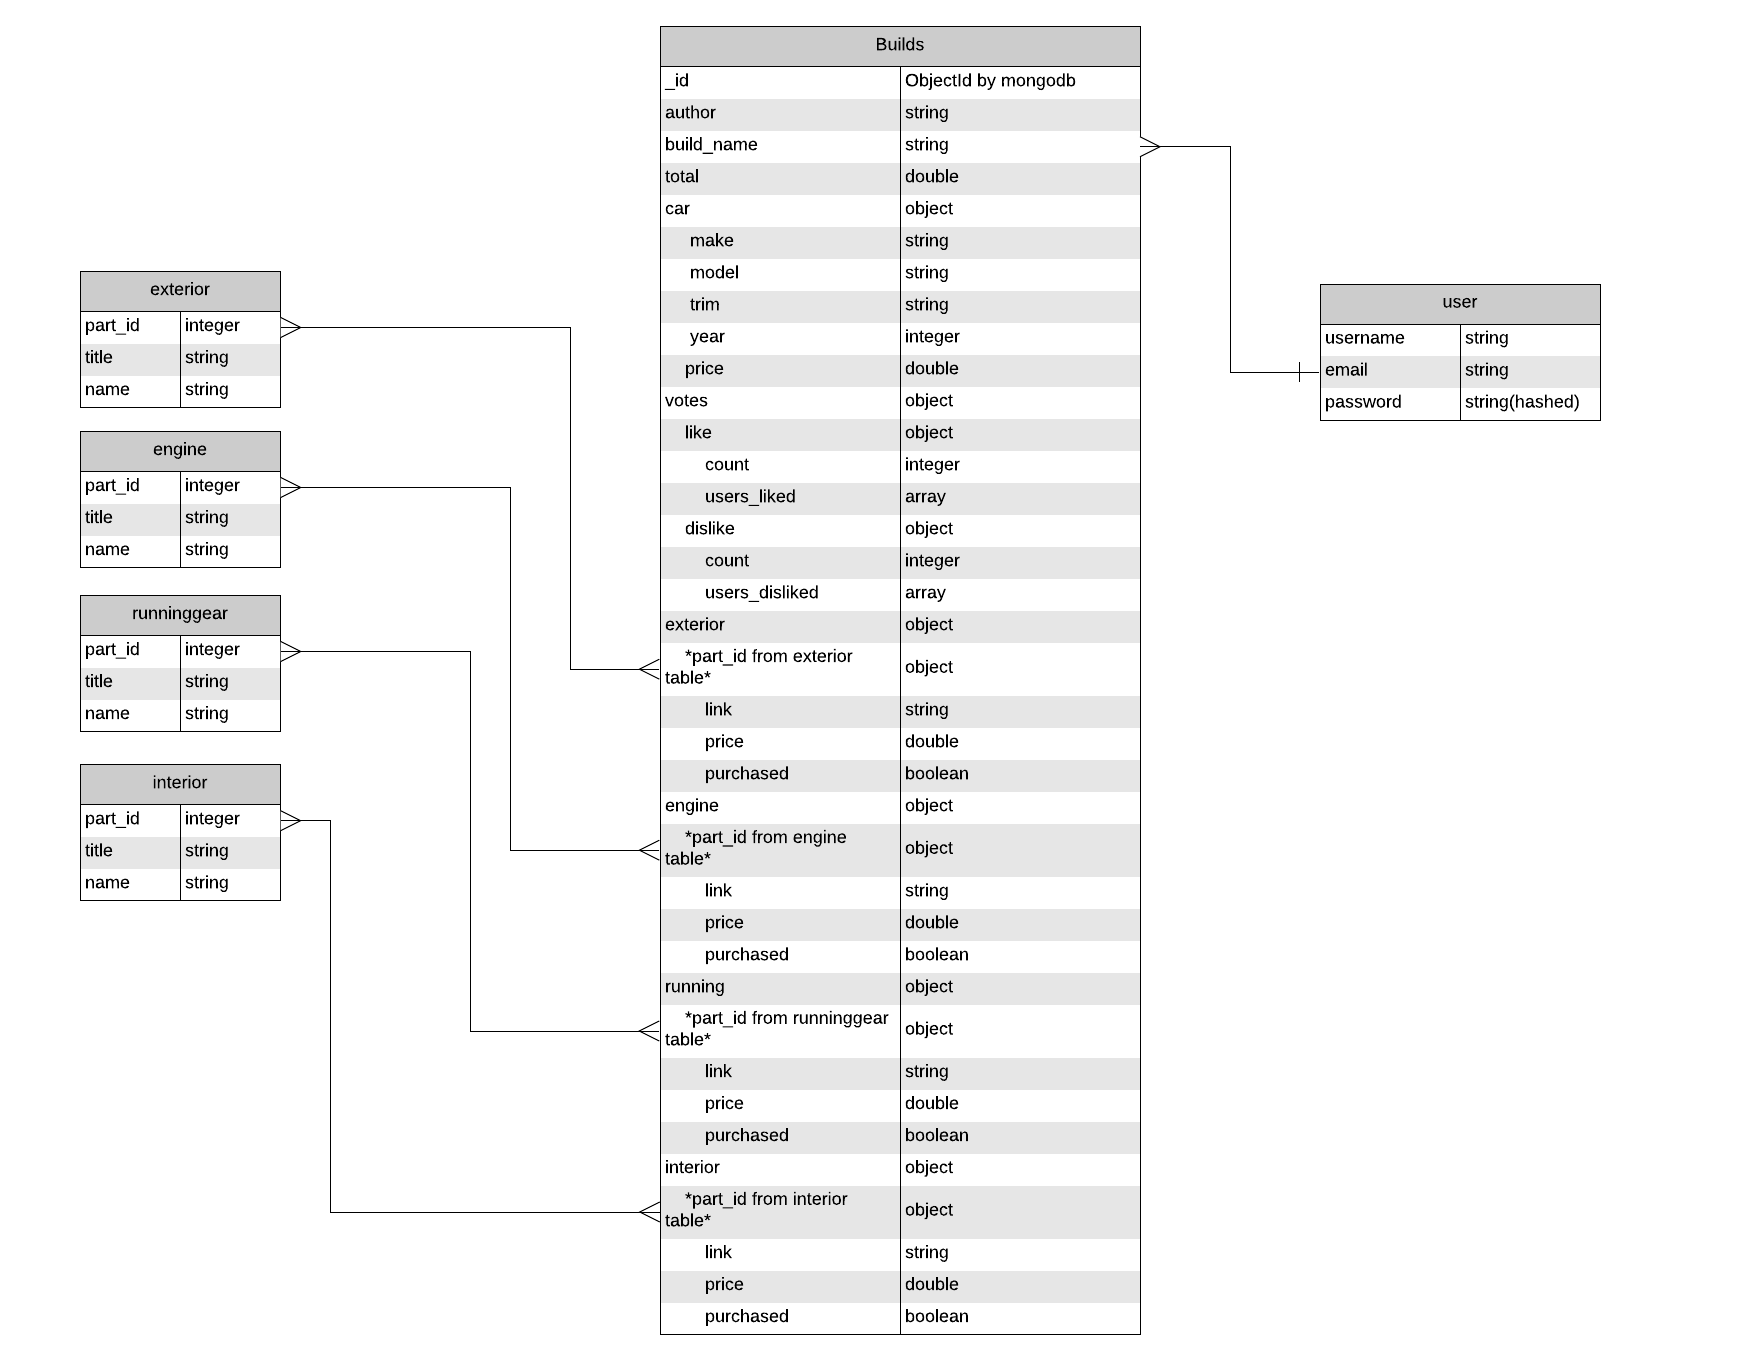 Builds
_id ObjectId by mongodb
author string
build_name string
total double
car object
make string
model string
trim string
year integer
price double
votes object
like object
count integer
users_liked array
dislike object
count integer
users_disliked array
exterior object
*part_id from exterior
table* object
link string
price double
purchased boolean
engine object
*part_id from engine
table* object
link string
price double
purchased boolean
running object
*part_id from runninggear
table* object
link string
price double
purchased boolean
interior object
*part_id from interior
table* object
link string
price double
purchased boolean
exterior
part_id integer
title string
name string
engine
part_id integer
title string
name string
runninggear
part_id integer
title string
name string
interior
part_id integer
title string
name string
user
username string
email string
password string(hashed)